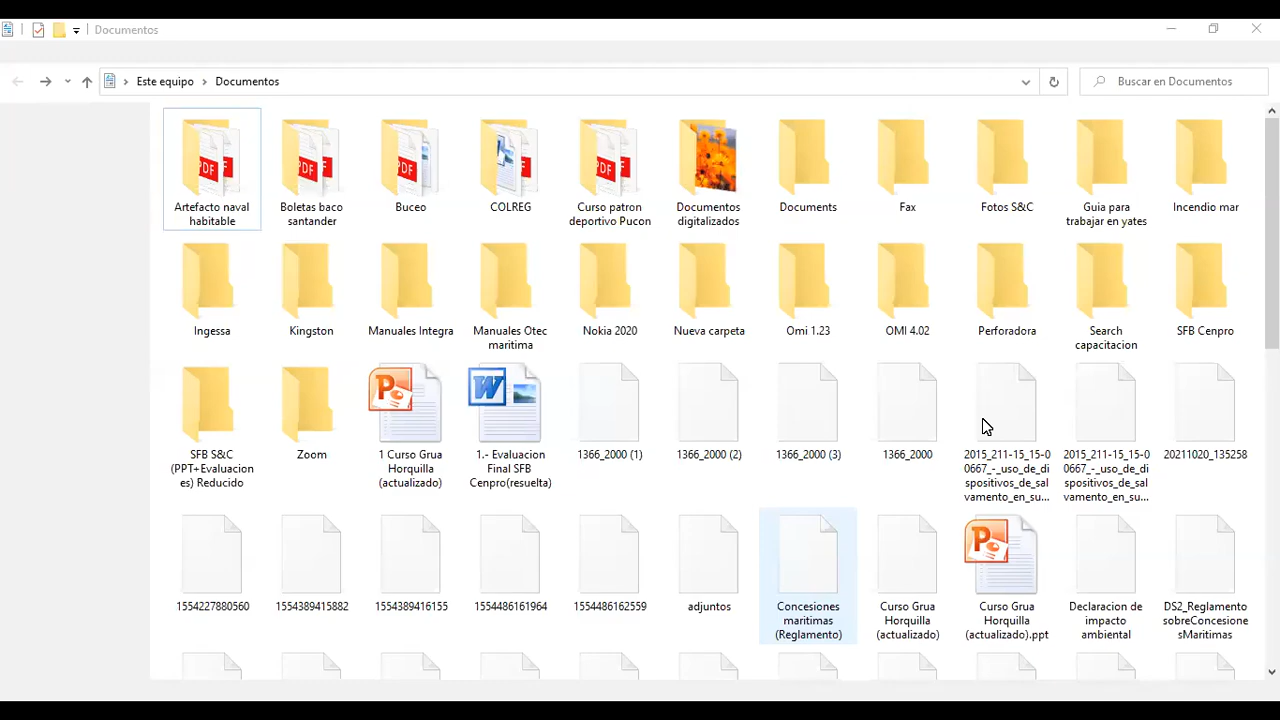 Documentos
Este equipo > Documentos
Buscar en Documentos
PDF
PDF
PDF
Artefacto naval
habitable
Boletas baco
santander
Buceo
COLREG
Curso patron
deportivo Pucon
Documentos
digitalizados
Documents
Fax
Fotos S&C
Guia para
trabajar en yates
Incendio mar
Ingessa
Kingston
Manuales Integra
Manuales Otec
maritima
Nokia 2020
Nueva carpeta
Omi 1.23
OMI 4.02
Perforadora
Search
capacitacion
SFB Cenpro
P
W
SFB S&C
(PPT+Evaluacion
es) Reducido
Zoom
1 Curso Grua
Horquilla
(actualizado)
1.- Evaluacion
Final SFB
Cenpro(resuelta)
1366_2000 (1)
1366_2000 (2)
1366_2000 (3)
1366_2000
2015_211-15_15-0
0667_-_uso_de_di
spositivos_de_sal
vamento_en_su...
2015_211-15_15-0
0667_-_uso_de_di
spositivos_de_sal
vamento_en_su...
20211020_135258
P
1554227880560
1554389415882
1554389416155
1554486161964
1554486162559
adjuntos
Concesiones
maritimas
(Reglamento)
Curso Grua
Horquilla
(actualizado)
Curso Grua
Horquilla
(actualizado).ppt
Declaracion de
impacto
ambiental
DS2_Reglamento
sobreConcesione
sMaritimas